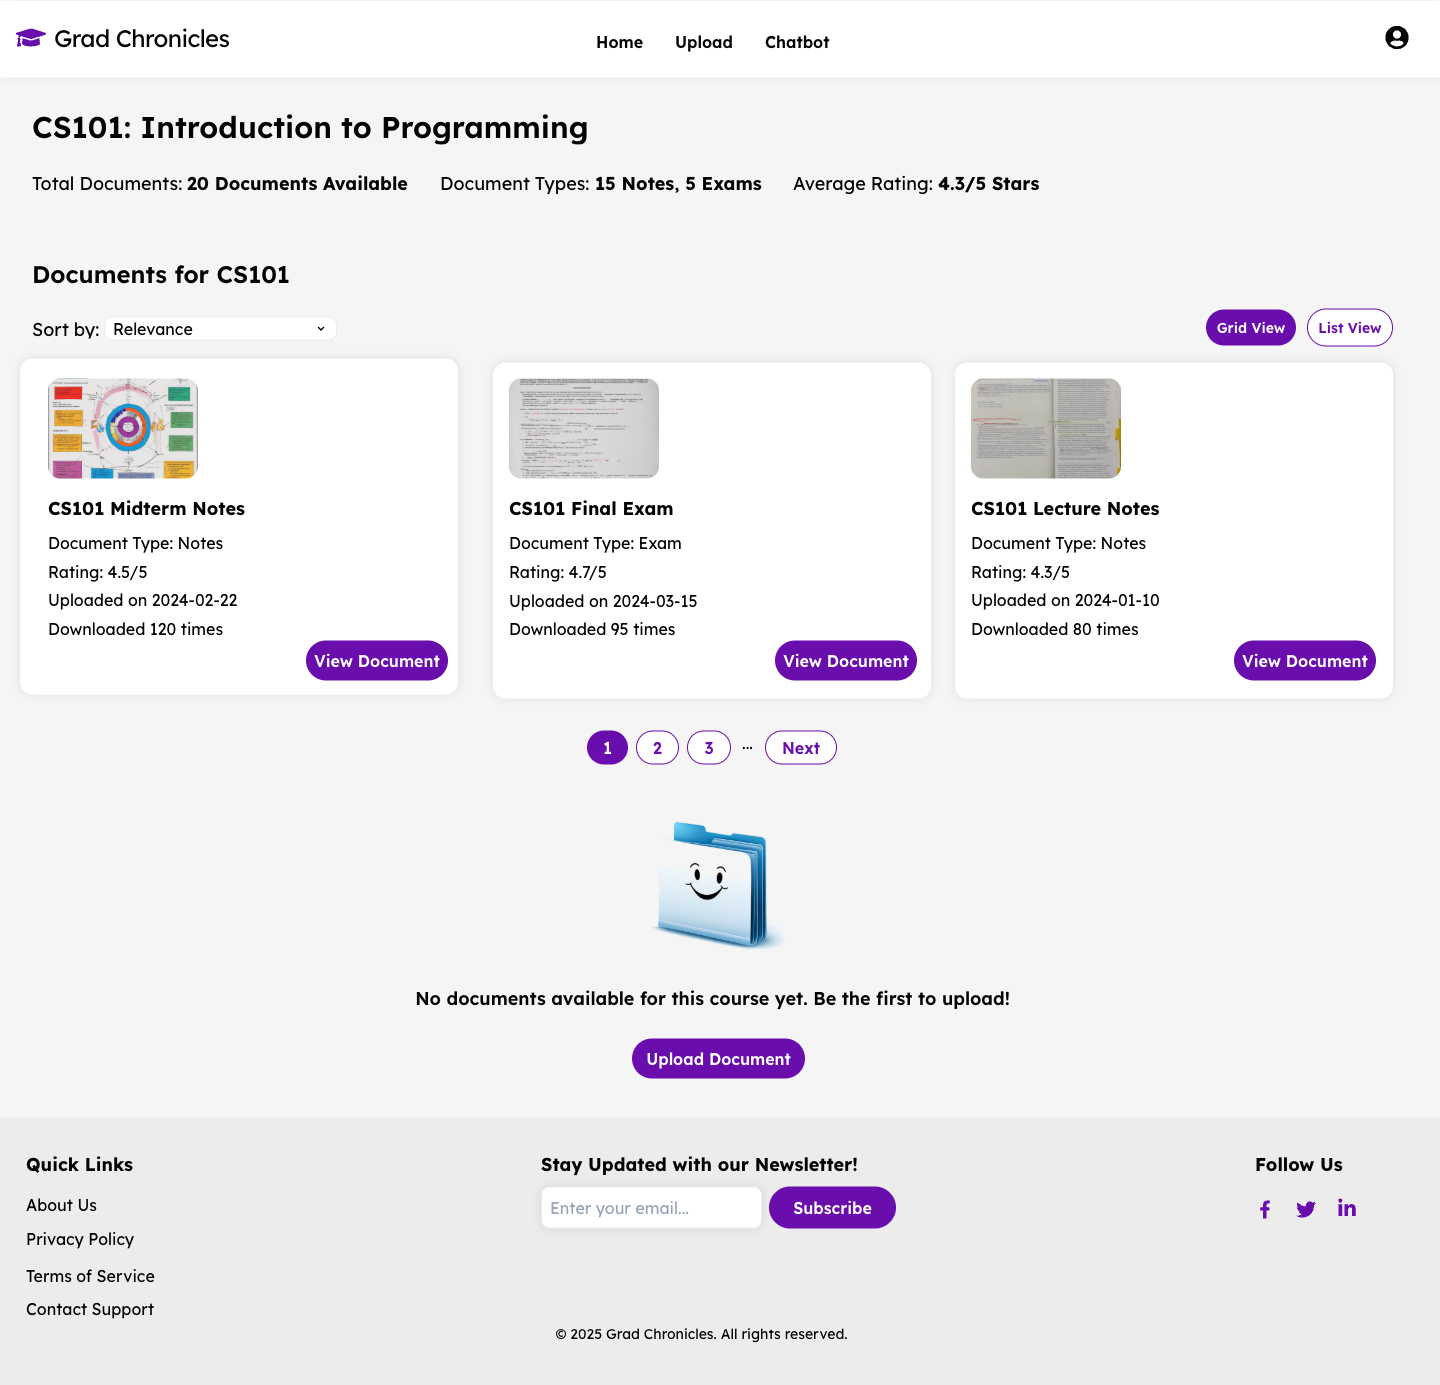 Grad Chronicles
Home Upload Chatbot
CS101: Introduction to Programming
Total Documents: 20 Documents Available Document Types: 15 Notes, 5 Exams Average Rating: 4.3/5 Stars
Documents for CS101
Sort by: Relevance
Grid View List View
CS101 Midterm Notes
Document Type: Notes
Rating: 4.5/5
Uploaded on 2024-02-22
Downloaded 120 times
View Document
CS101 Final Exam
Document Type: Exam
Rating: 4.7/5
Uploaded on 2024-03-15
Downloaded 95 times
View Document
CS101 Lecture Notes
Document Type: Notes
Rating: 4.3/5
Uploaded on 2024-01-10
Downloaded 80 times
View Document
1 2 3 ... Next
No documents available for this course yet. Be the first to upload!
Upload Document
Quick Links
About Us
Privacy Policy
Terms of Service
Contact Support
Stay Updated with our Newsletter!
Enter your email...
Subscribe
Follow Us
© 2025 Grad Chronicles. All rights reserved.